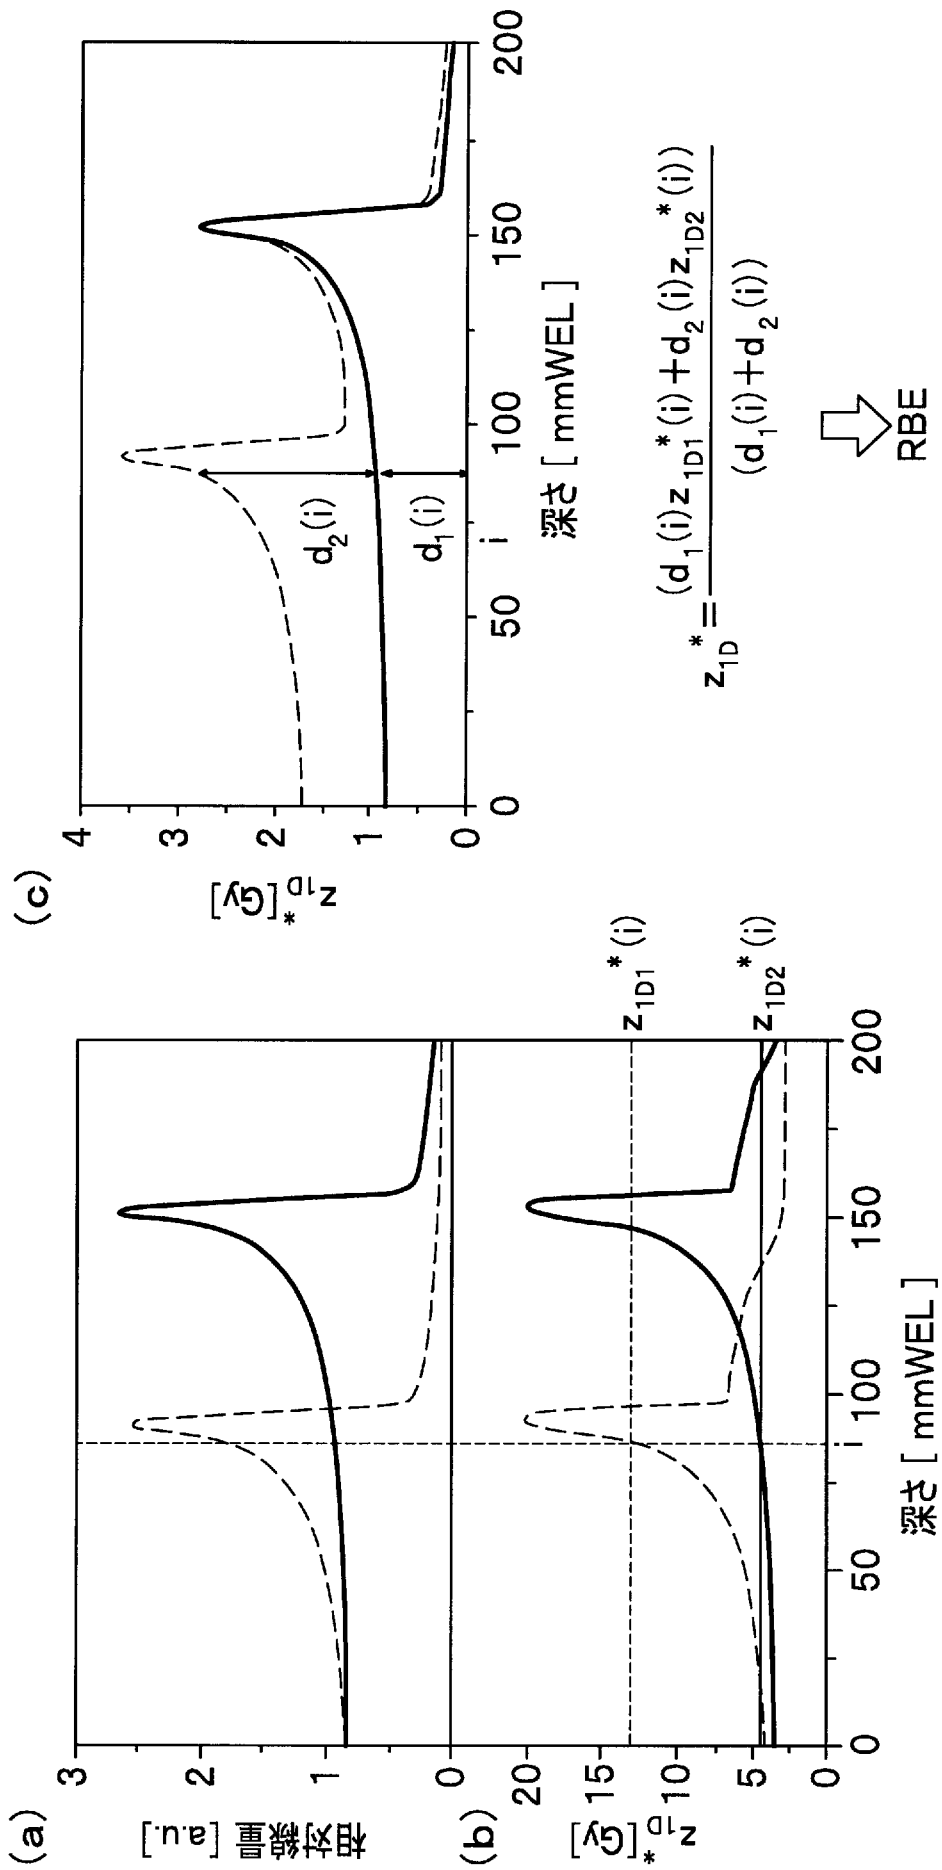 (a)
3
2
1
0
相対線量 [ a.u.]
(b)
20
15
10
5
0
z1D*[Gy]
0
50
i
100
150
200
深さ [ mmWEL ]
z1D1*(i)
z1D2*(i)
(c)
4
3
2
1
0
z1D*[Gy]
d2(i)
d1(i)
0
50
i
100
150
200
深さ [ mmWEL ]
z1D* = (d1(i)z1D1*(i)+d2(i)z1D2*(i))
(d1(i)+d2(i))
RBE